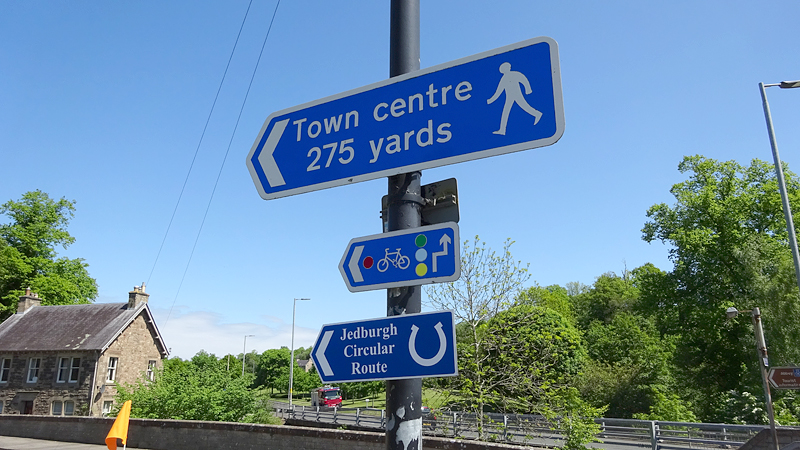 Town centre
275 yards
Jedburgh
Circular
Route